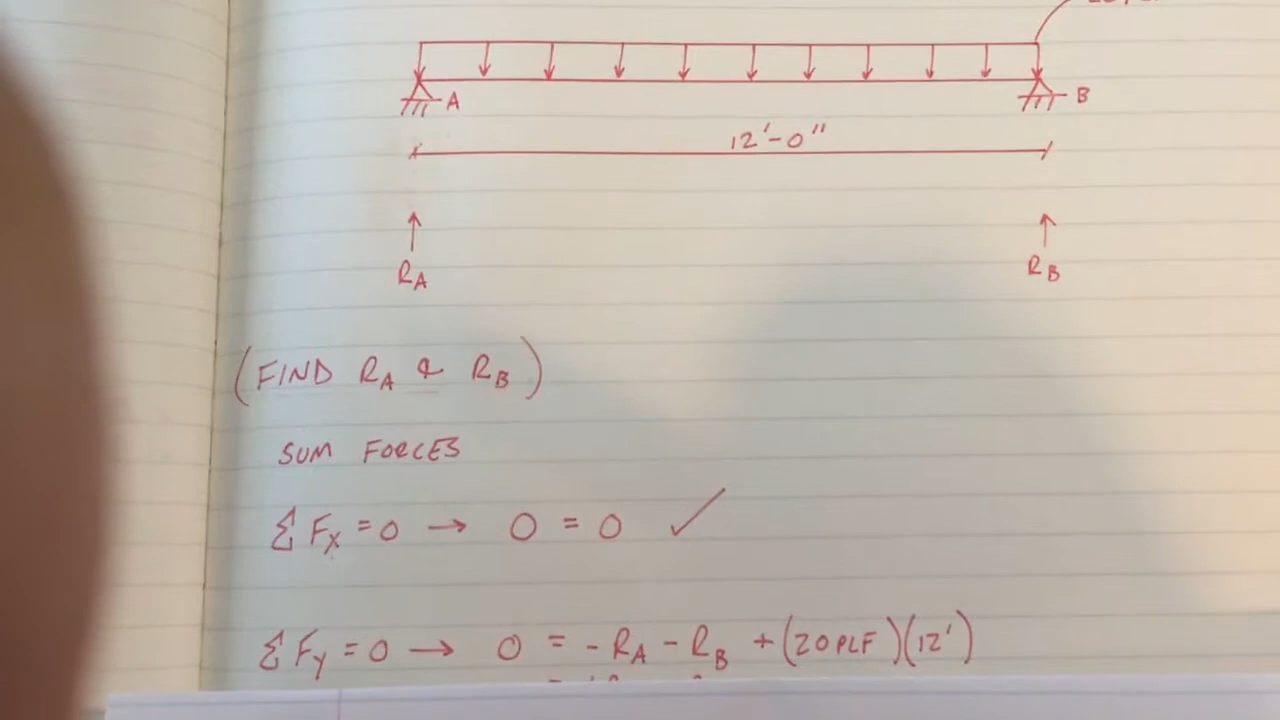 A
B
12'-0"
RA
RB
(FIND RA & RB)
SUM FORCES
ΣFx = 0 → 0 = 0 ✓
ΣFy = 0 → 0 = -RA - RB + (20PLF)(12')